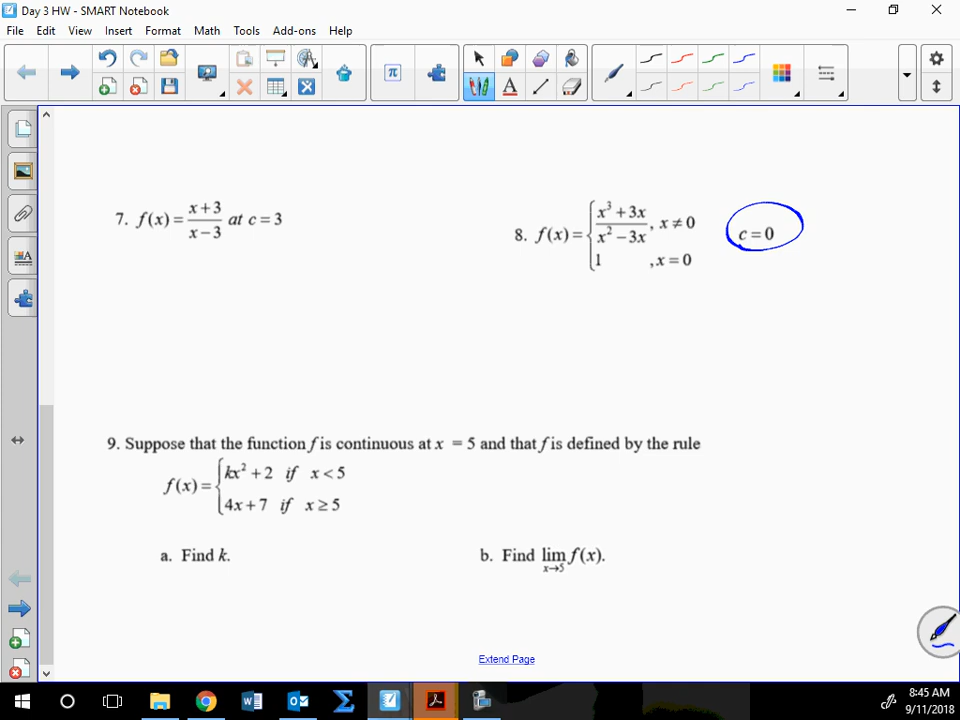 Day 3 HW - SMART Notebook
File Edit View Insert Format Math Tools Add-ons Help
π
A
A
7. f(x) = x + 3 / x − 3 at c = 3
8. f(x) = { x³ + 3x / x² − 3x , x ≠ 0
1 , x = 0
c = 0
9. Suppose that the function f is continuous at x = 5 and that f is defined by the rule
f(x) = { kx² + 2 if x < 5
4x + 7 if x ≥ 5
a. Find k.
b. Find lim x→5 f(x).
Extend Page
8:45 AM
9/11/2018